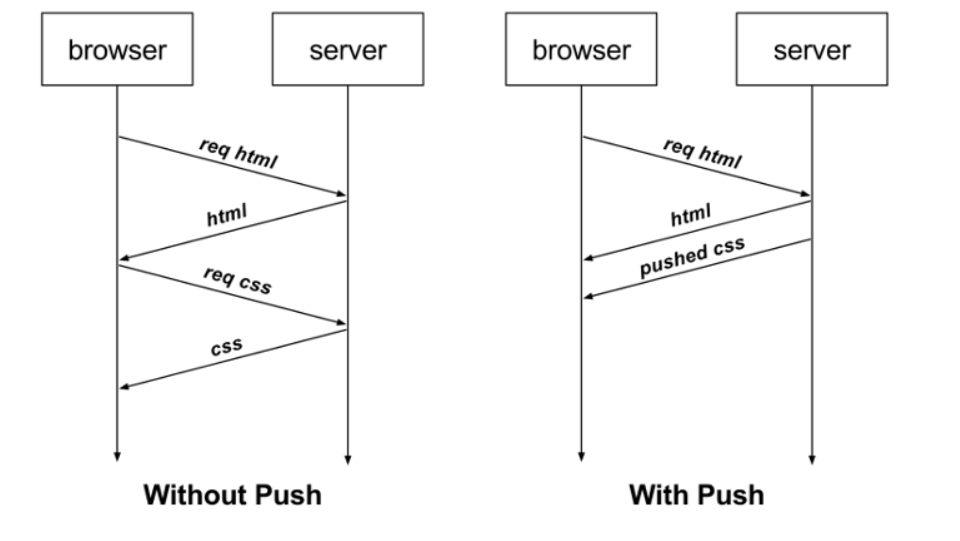 browser
server
req html
html
req css
css
Without Push
browser
server
req html
html
pushed css
With Push